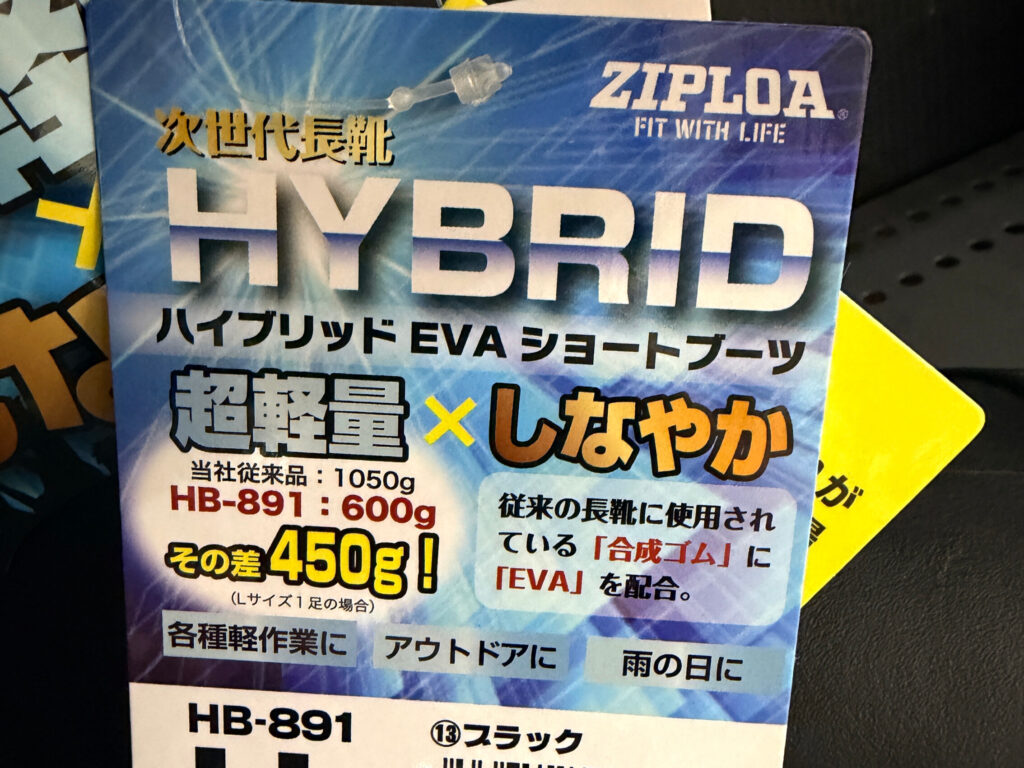 ZIPLOA®
FIT WITH LIFE
次世代長靴
HYBRID
ハイブリッド EVA ショートブーツ
超軽量×しなやか
当社従来品：1050g
HB-891：600g
その差 450g！
（Lサイズ1足の場合）
従来の長靴に使用され
ている「合成ゴム」に
「EVA」を配合。
各種軽作業に
アウトドアに
雨の日に
HB-891
⑬ブラック
が